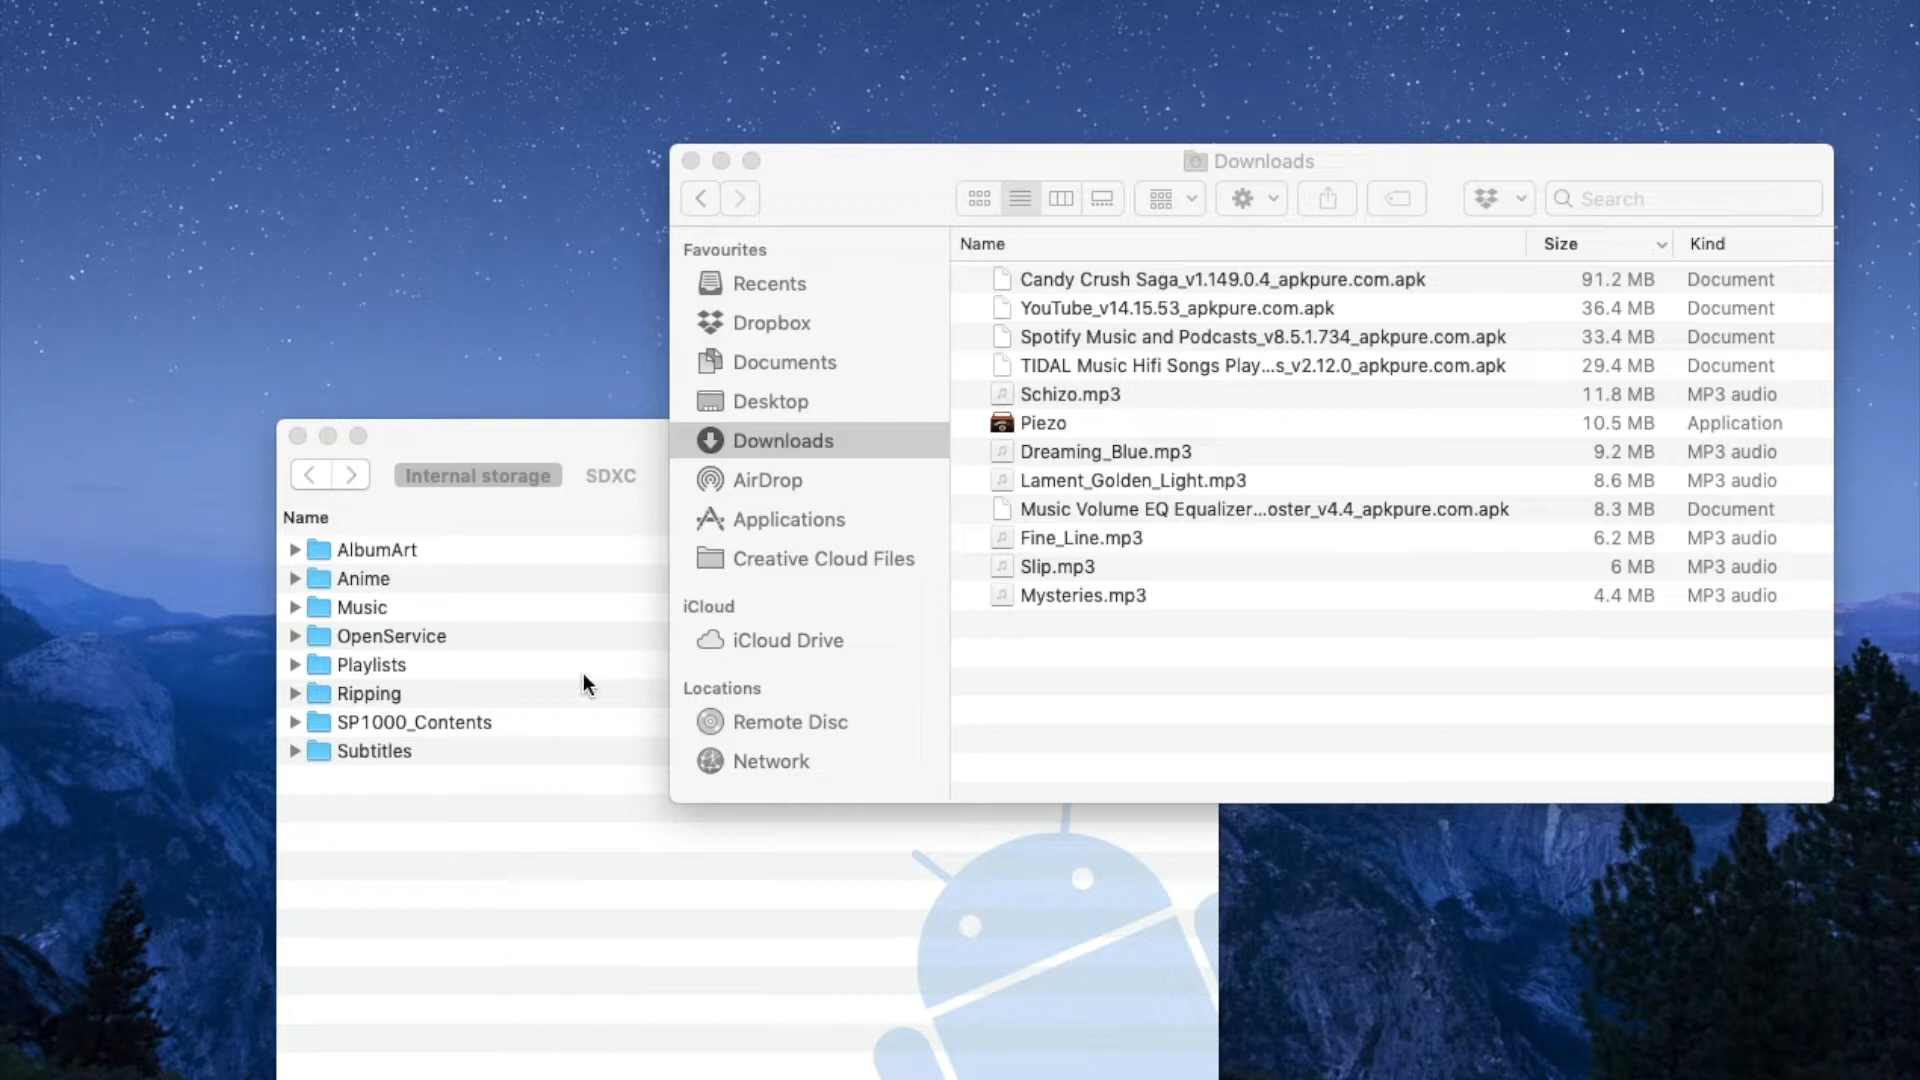 Downloads
Search
Favourites
Recents
Dropbox
Documents
Desktop
Downloads
AirDrop
Applications
Creative Cloud Files
iCloud
iCloud Drive
Locations
Remote Disc
Network
Name Size Kind
Candy Crush Saga_v1.149.0.4_apkpure.com.apk 91.2 MB Document
YouTube_v14.15.53_apkpure.com.apk 36.4 MB Document
Spotify Music and Podcasts_v8.5.1.734_apkpure.com.apk 33.4 MB Document
TIDAL Music Hifi Songs Play...s_v2.12.0_apkpure.com.apk 29.4 MB Document
Schizo.mp3 11.8 MB MP3 audio
Piezo 10.5 MB Application
Dreaming_Blue.mp3 9.2 MB MP3 audio
Lament_Golden_Light.mp3 8.6 MB MP3 audio
Music Volume EQ Equalizer...oster_v4.4_apkpure.com.apk 8.3 MB Document
Fine_Line.mp3 6.2 MB MP3 audio
Slip.mp3 6 MB MP3 audio
Mysteries.mp3 4.4 MB MP3 audio
Internal storage SDXC
Name
AlbumArt
Anime
Music
OpenService
Playlists
Ripping
SP1000_Contents
Subtitles